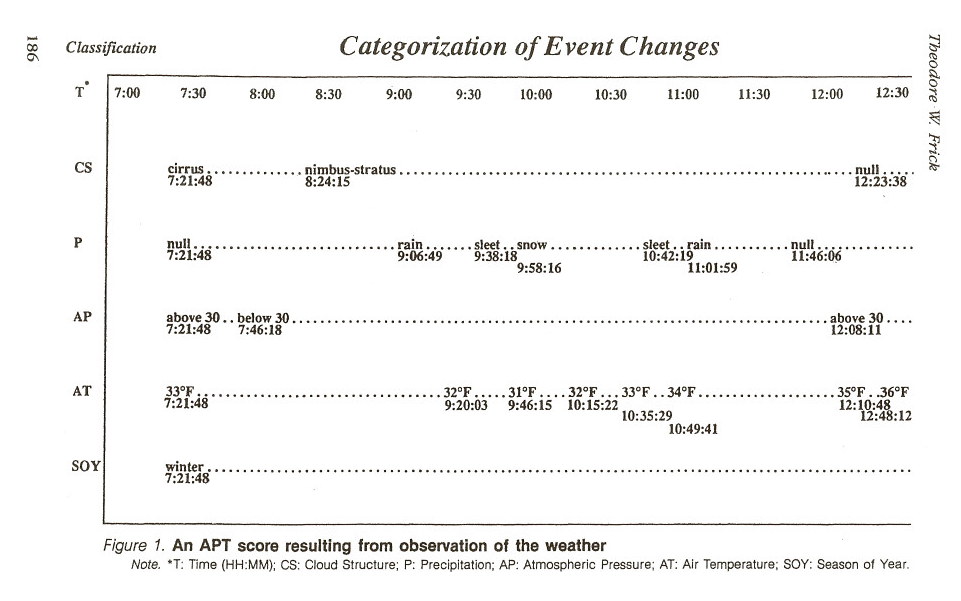 186
Classification
Categorization of Event Changes
Theodore W. Frick
T* 7:00 7:30 8:00 8:30 9:00 9:30 10:00 10:30 11:00 11:30 12:00 12:30
CS cirrus nimbus-stratus null
7:21:48 8:24:15 12:23:38
P null rain sleet snow sleet rain null
7:21:48 9:06:49 9:38:18 10:42:19 11:46:06
9:58:16 11:01:59
AP above 30 below 30 above 30
7:21:48 7:46:18 12:08:11
AT 33°F 32°F 31°F 32°F 33°F 34°F 35°F 36°F
7:21:48 9:20:03 9:46:15 10:15:22 12:10:48
10:35:29 12:48:12
10:49:41
SOY winter
7:21:48
Figure 1. An APT score resulting from observation of the weather
Note. *T: Time (HH:MM); CS: Cloud Structure; P: Precipitation; AP: Atmospheric Pressure; AT: Air Temperature; SOY: Season of Year.